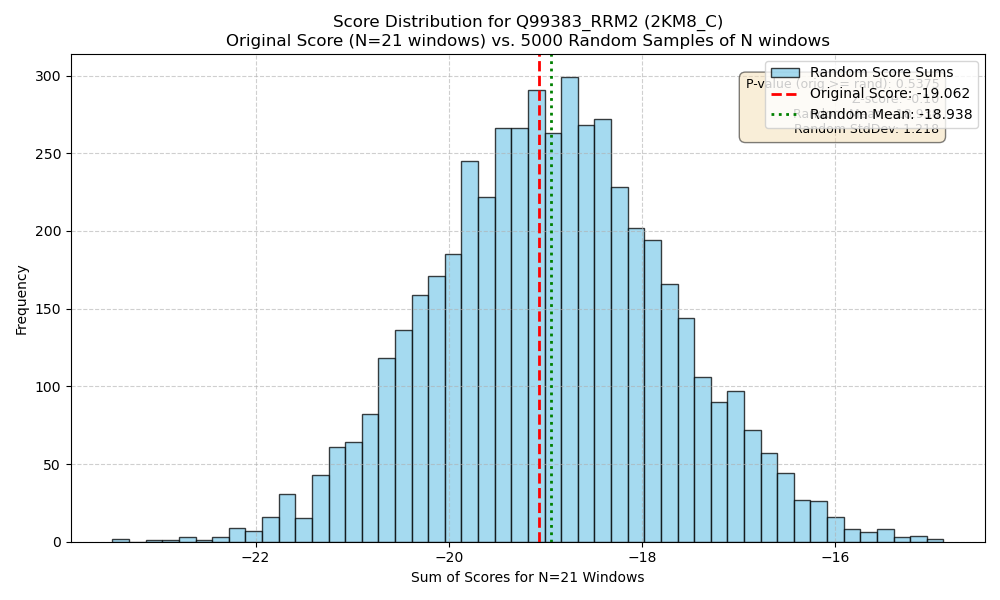 Score Distribution for Q99383_RRM2 (2KM8_C)
Original Score (N=21 windows) vs. 5000 Random Samples of N windows
Random Score Sums
Original Score: -19.062
Random Mean: -18.938
P-value (orig >= rand): 0.5375
Z-score: -0.10
Random StdDev: 1.218
Frequency
300
250
200
150
100
50
0
−22
−20
−18
−16
Sum of Scores for N=21 Windows